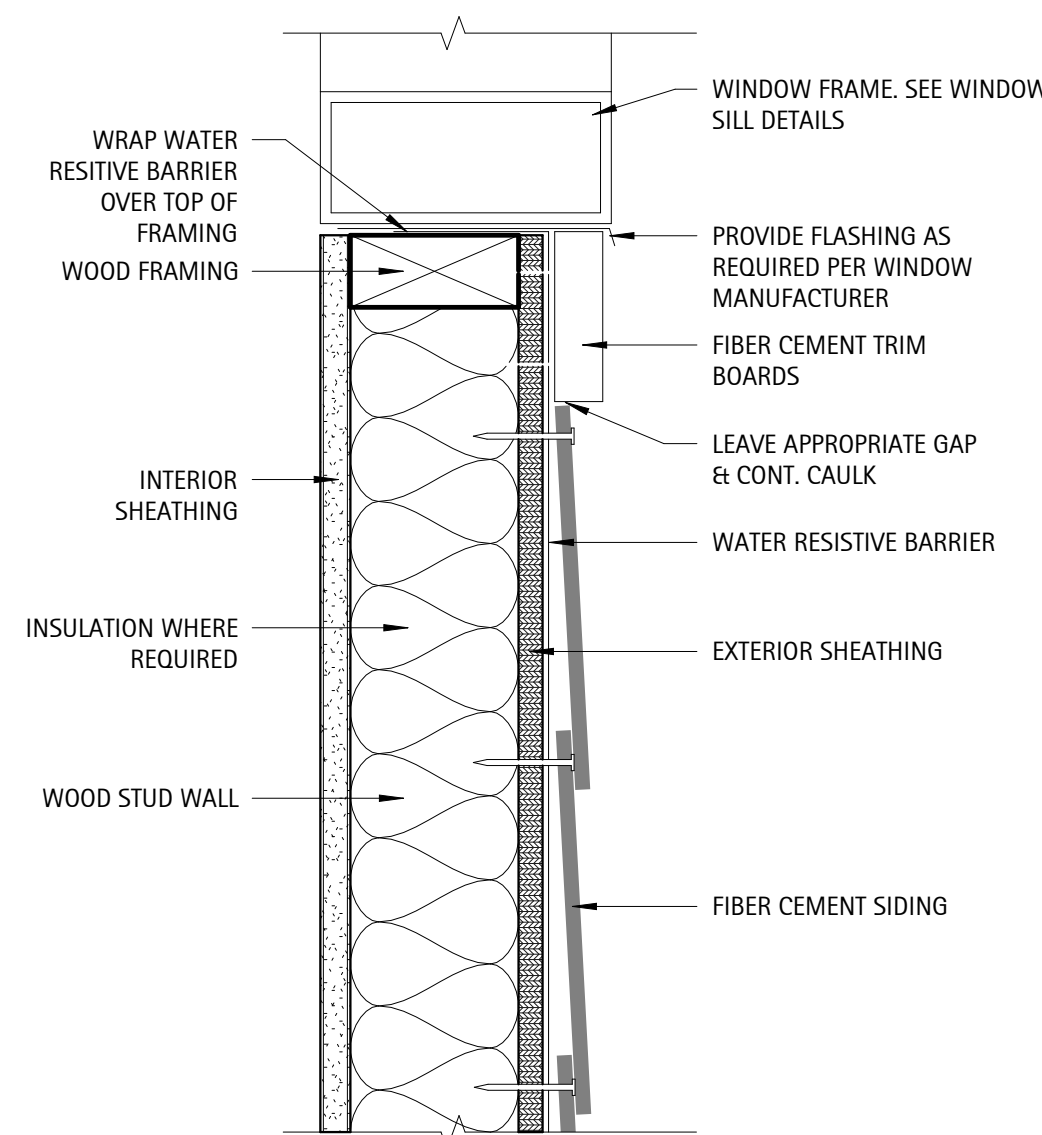 WRAP WATER
RESITIVE BARRIER
OVER TOP OF
FRAMING
WOOD FRAMING
INTERIOR
SHEATHING
INSULATION WHERE
REQUIRED
WOOD STUD WALL
WINDOW FRAME. SEE WINDOW
SILL DETAILS
PROVIDE FLASHING AS
REQUIRED PER WINDOW
MANUFACTURER
FIBER CEMENT TRIM
BOARDS
LEAVE APPROPRIATE GAP
& CONT. CAULK
WATER RESISTIVE BARRIER
EXTERIOR SHEATHING
FIBER CEMENT SIDING